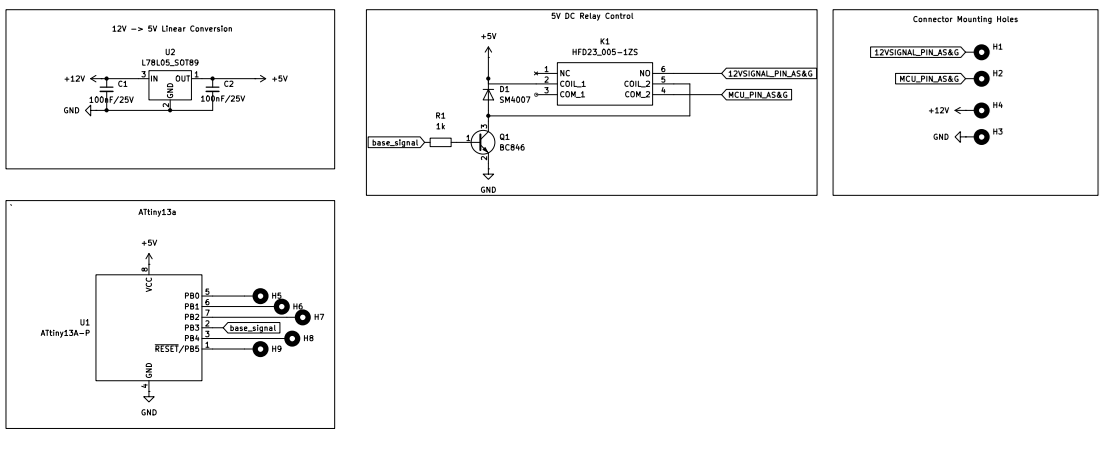 12V -> 5V Linear Conversion
U2
L78L05_SOT89
+12V
3
IN
OUT
1
+5V
GND
2
C1
100nF/25V
C2
100nF/25V
GND
5V DC Relay Control
+5V
K1
HFD23_005-1ZS
1
NC
NO
6
12VSIGNAL_PIN_AS&G
2
COIL_1
COIL_2
5
3
COM_1
COM_2
4
MCU_PIN_AS&G
D1
SM4007
R1
1k
base_signal
1
3
2
Q1
BC846
GND
Connector Mounting Holes
12VSIGNAL_PIN_AS&G
H1
MCU_PIN_AS&G
H2
+12V
H4
GND
H3
`
ATtiny13a
+5V
8
VCC
U1
ATtiny13A-P
PB0
5
H5
PB1
6
H6
PB2
7
H7
PB3
2
base_signal
PB4
3
H8
RESET/PB5
1
H9
GND
4
GND